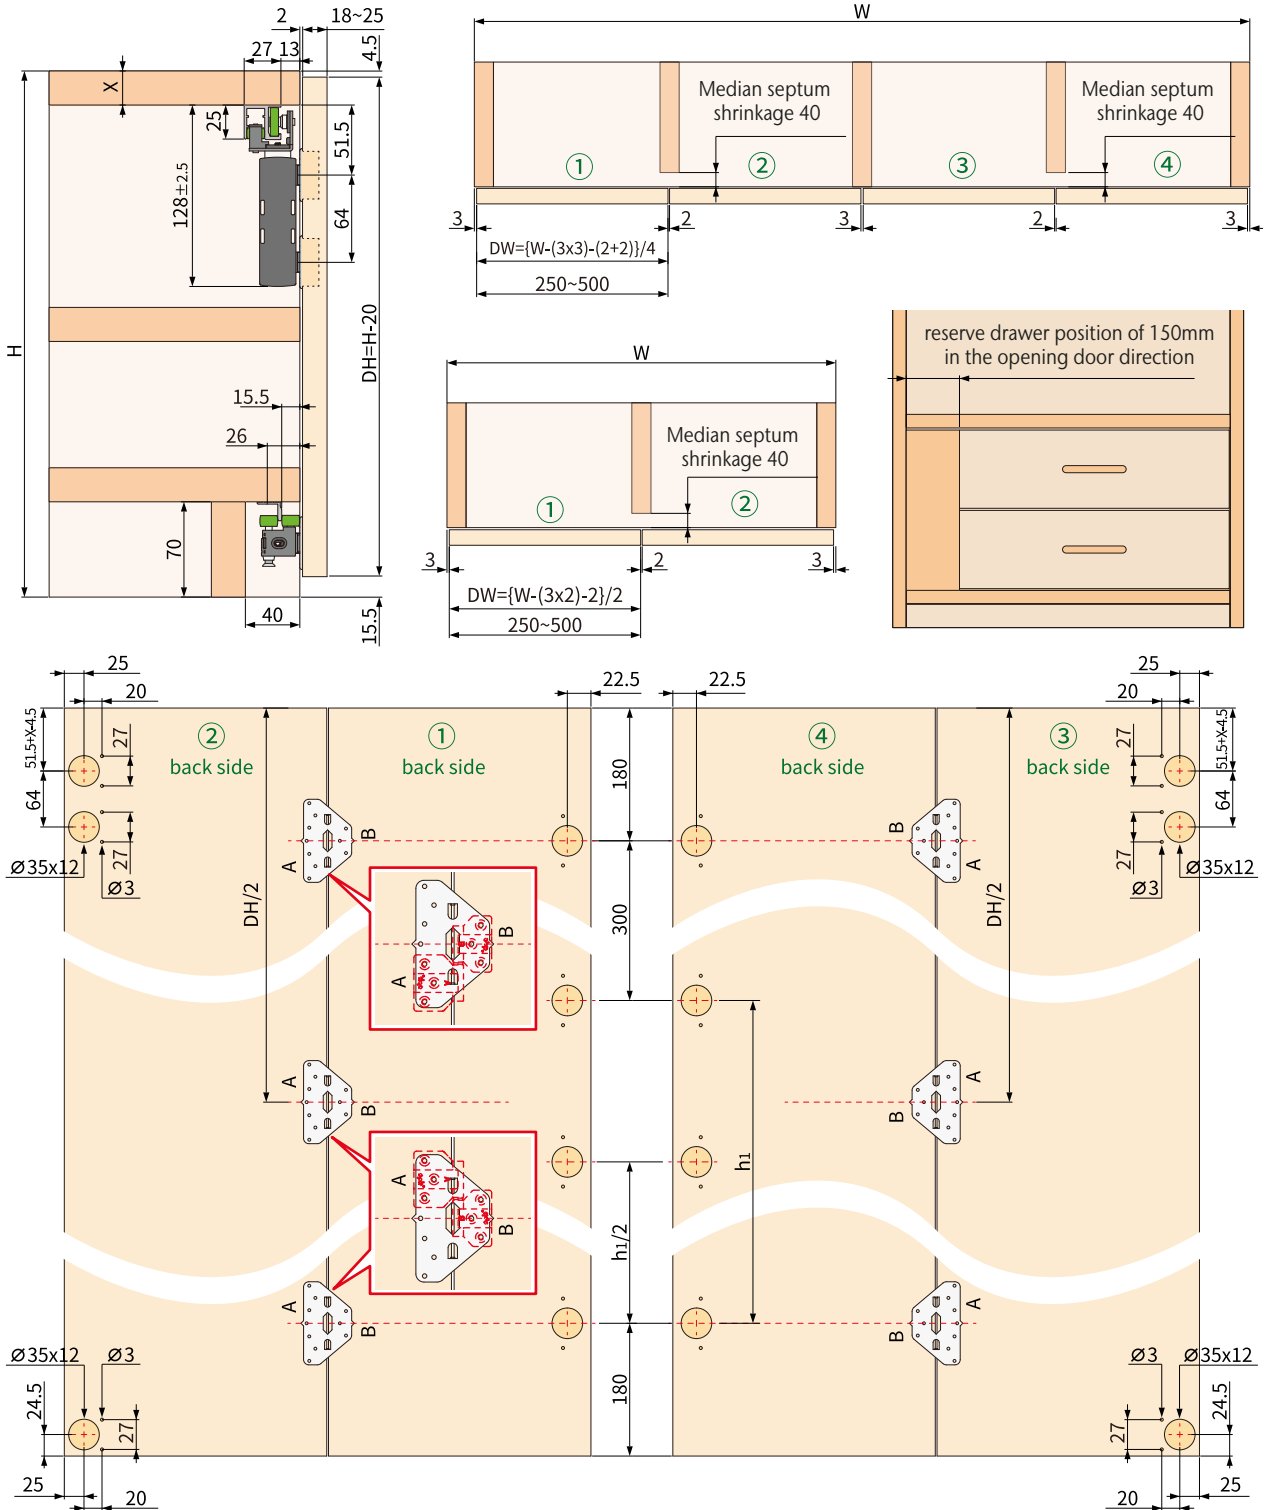 2
18~25
27
13
4.5
X
25
51.5
128±2.5
64
H
DH=H-20
15.5
26
70
40
15.5
W
Median septum
shrinkage 40
Median septum
shrinkage 40
①
②
③
④
3
2
3
2
3
DW={W-(3x3)-(2+2)}/4
250~500
W
Median septum
shrinkage 40
①
②
3
2
3
DW={W-(3x2)-2}/2
250~500
reserve drawer position of 150mm
in the opening door direction
25
20
51.5+X-4.5
27
64
27
Ø35x12
Ø3
②
back side
①
back side
22.5
180
300
DH/2
A
B
A
B
A
B
A
B
A
B
h1/2
180
Ø35x12
Ø3
24.5
27
25
20
22.5
④
back side
③
back side
25
20
27
51.5+X-4.5
64
27
Ø3
Ø35x12
DH/2
B
A
A
B
A
B
h1
Ø3
Ø35x12
27
24.5
25
20